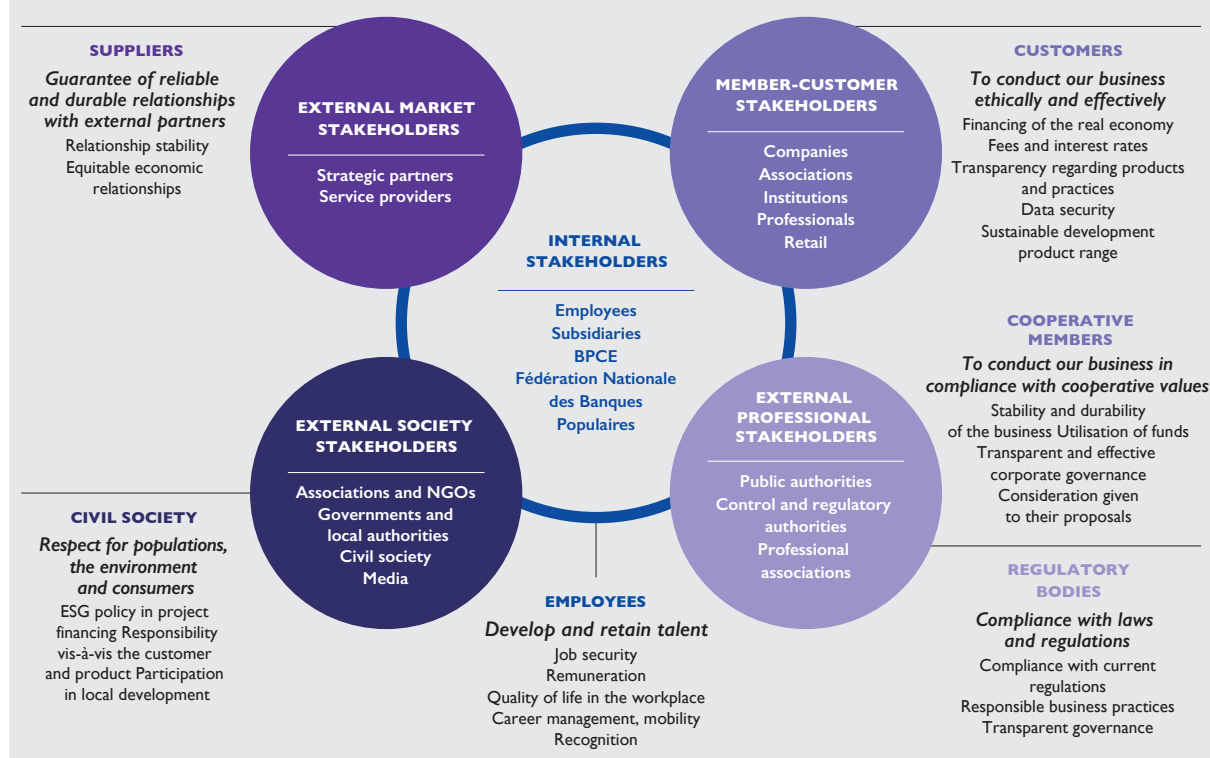 SUPPLIERS
Guarantee of reliable
and durable relationships
with external partners
Relationship stability
Equitable economic
relationships
EXTERNAL MARKET
STAKEHOLDERS
Strategic partners
Service providers
MEMBER-CUSTOMER
STAKEHOLDERS
Companies
Associations
Institutions
Professionals
Retail
CUSTOMERS
To conduct our business
ethically and effectively
Financing of the real economy
Fees and interest rates
Transparency regarding products
and practices
Data security
Sustainable development
product range
INTERNAL
STAKEHOLDERS
Employees
Subsidiaries
BPCE
Fédération Nationale
des Banques
Populaires
COOPERATIVE
MEMBERS
To conduct our business in
compliance with cooperative values
Stability and durability
of the business Utilisation of funds
Transparent and effective
corporate governance
Consideration given
to their proposals
EXTERNAL SOCIETY
STAKEHOLDERS
Associations and NGOs
Governments and
local authorities
Civil society
Media
EXTERNAL
PROFESSIONAL
STAKEHOLDERS
Public authorities
Control and regulatory
authorities
Professional
associations
CIVIL SOCIETY
Respect for populations,
the environment
and consumers
ESG policy in project
financing Responsibility
vis-à-vis the customer
and product Participation
in local development
EMPLOYEES
Develop and retain talent
Job security
Remuneration
Quality of life in the workplace
Career management, mobility
Recognition
REGULATORY
BODIES
Compliance with laws
and regulations
Compliance with current
regulations
Responsible business practices
Transparent governance